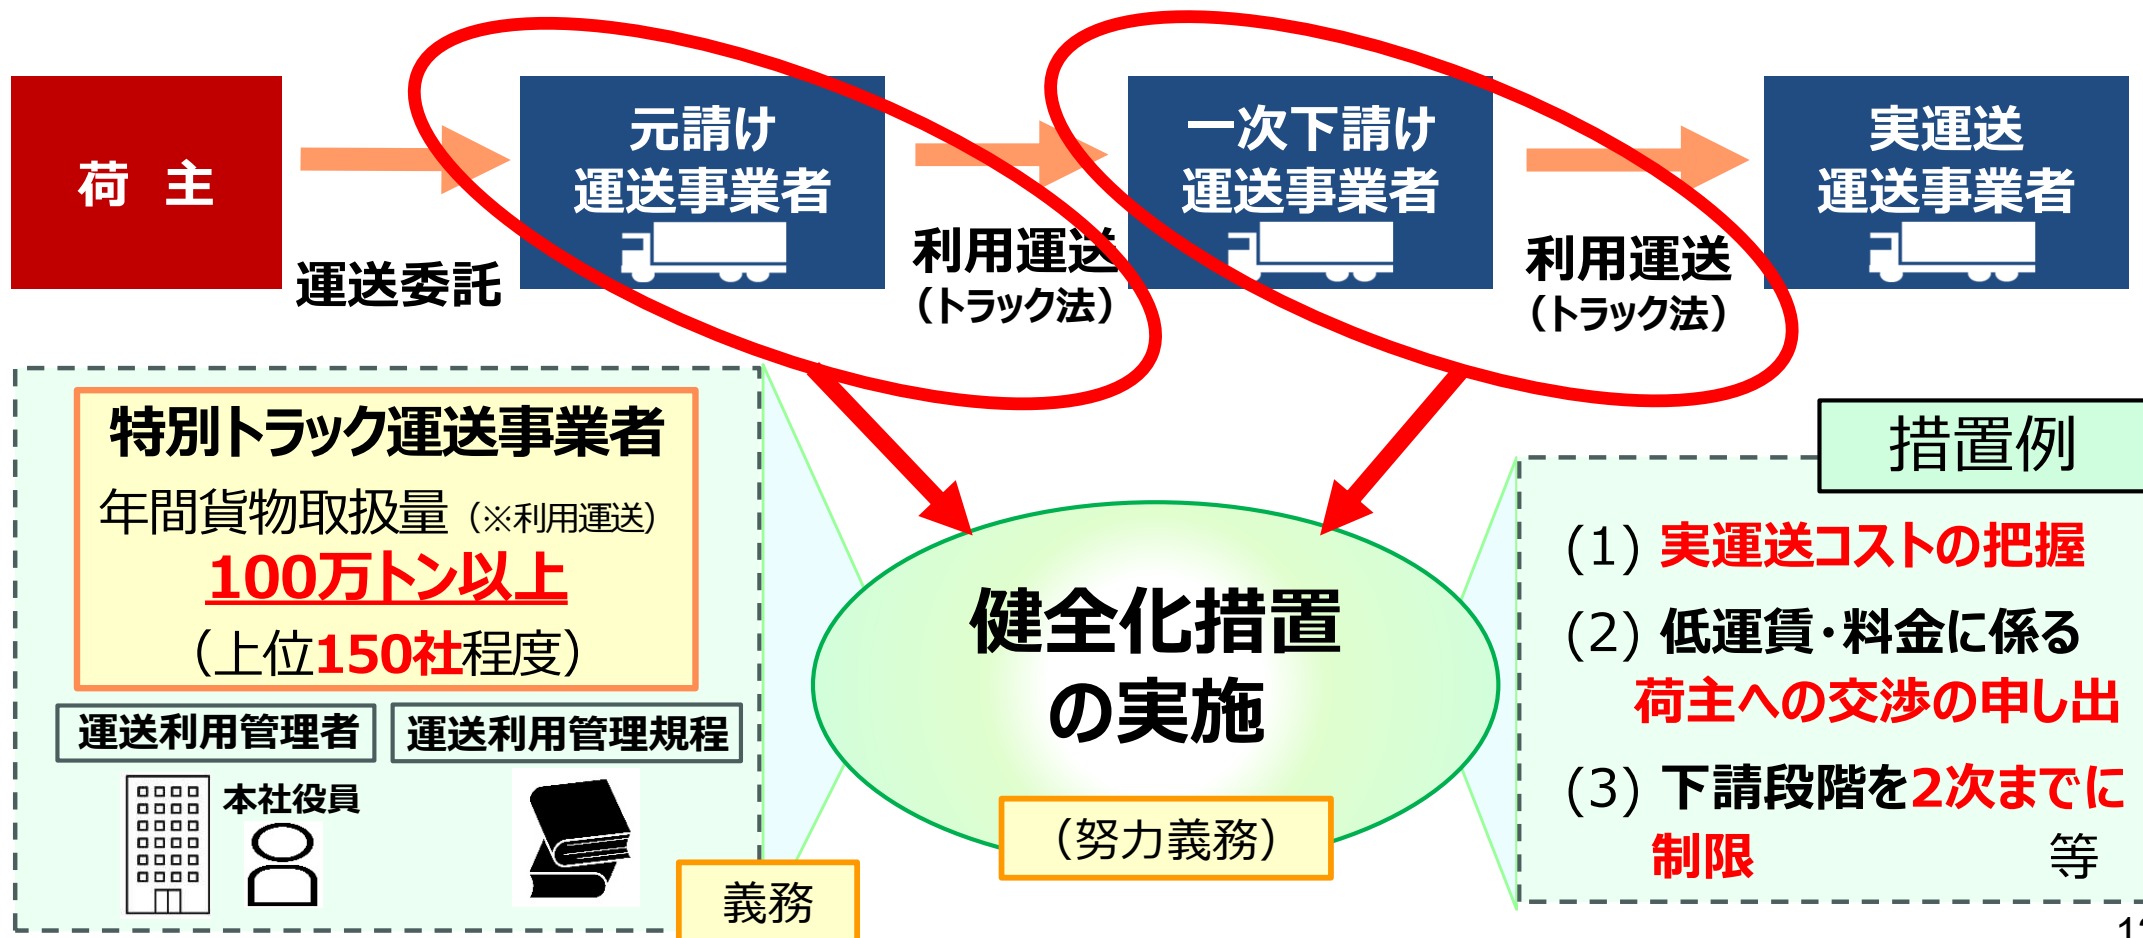 荷 主
元請け
運送事業者
一次下請け
運送事業者
実運送
運送事業者
運送委託
利用運送
（トラック法）
利用運送
（トラック法）
特別トラック運送事業者
年間貨物取扱量（※利用運送）
100万トン以上
（上位150社程度）
運送利用管理者
運送利用管理規程
本社役員
義務
健全化措置
の実施
（努力義務）
措置例
(1) 実運送コストの把握
(2) 低運賃・料金に係る
荷主への交渉の申し出
(3) 下請段階を2次までに
制限 等